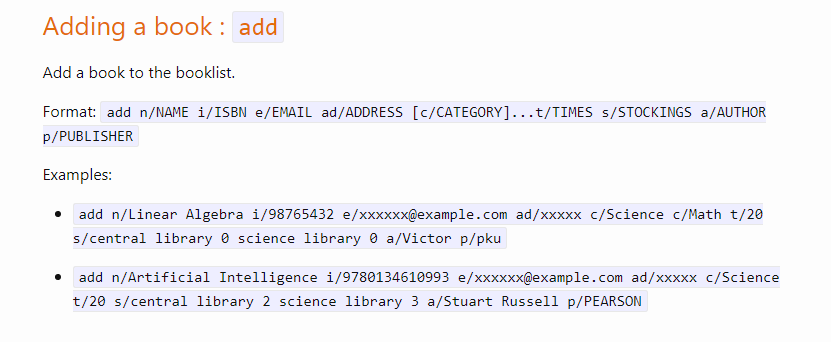 Adding a book : add
Add a book to the booklist.
Format: add n/NAME i/ISBN e/EMAIL ad/ADDRESS [c/CATEGORY]...t/TIMES s/STOCKINGS a/AUTHOR
p/PUBLISHER
Examples:
• add n/Linear Algebra i/98765432 e/xxxxxx@example.com ad/xxxxx c/Science c/Math t/20
s/central library 0 science library 0 a/Victor p/pku
• add n/Artificial Intelligence i/9780134610993 e/xxxxxx@example.com ad/xxxxx c/Science
t/20 s/central library 2 science library 3 a/Stuart Russell p/PEARSON